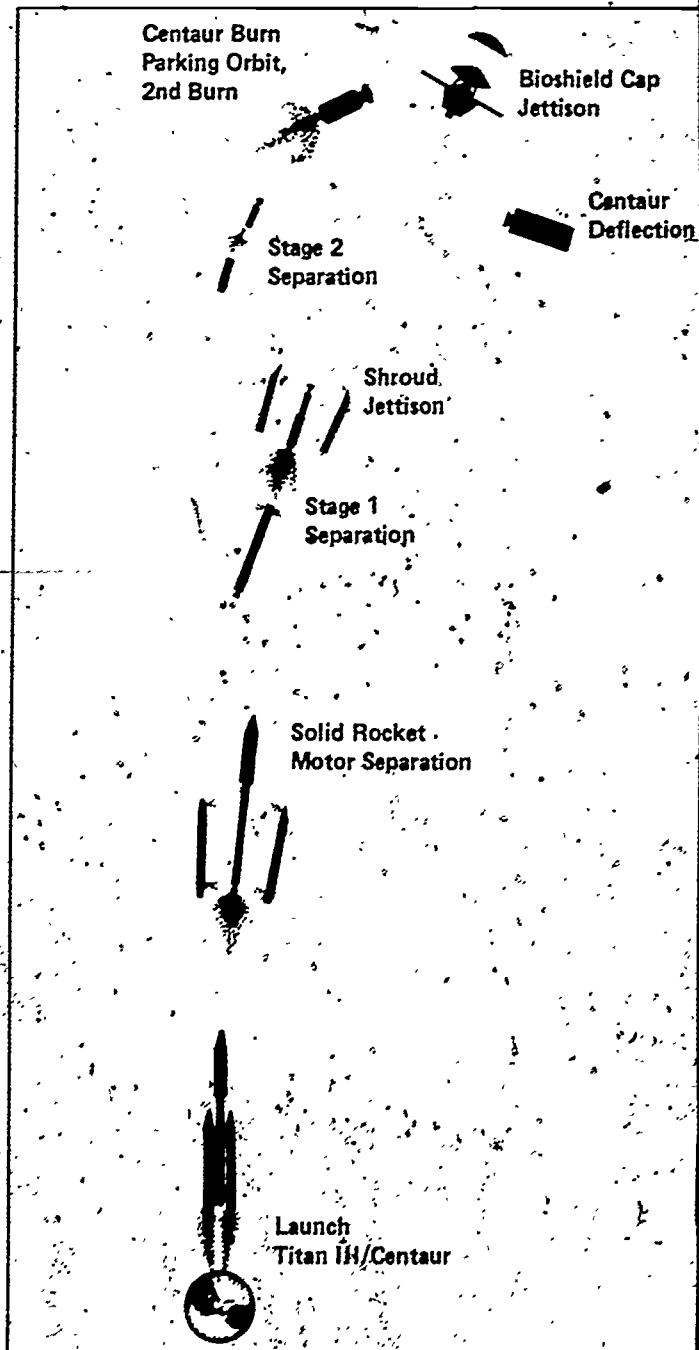 Centaur Burn
Parking Orbit,
2nd Burn
Bioshield Cap
Jettison
Centaur
Deflection
Stage 2
Separation
Shroud
Jettison
Stage 1
Separation
Solid Rocket
Motor Separation
Launch
Titan III/Centaur